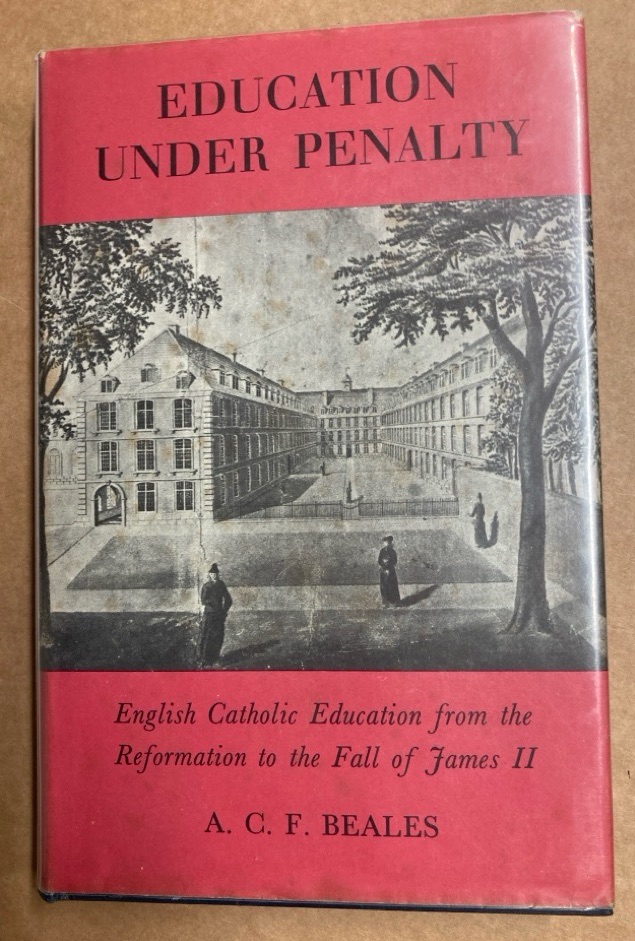 EDUCATION
UNDER PENALTY
English Catholic Education from the
Reformation to the Fall of James II
A. C. F. BEALES